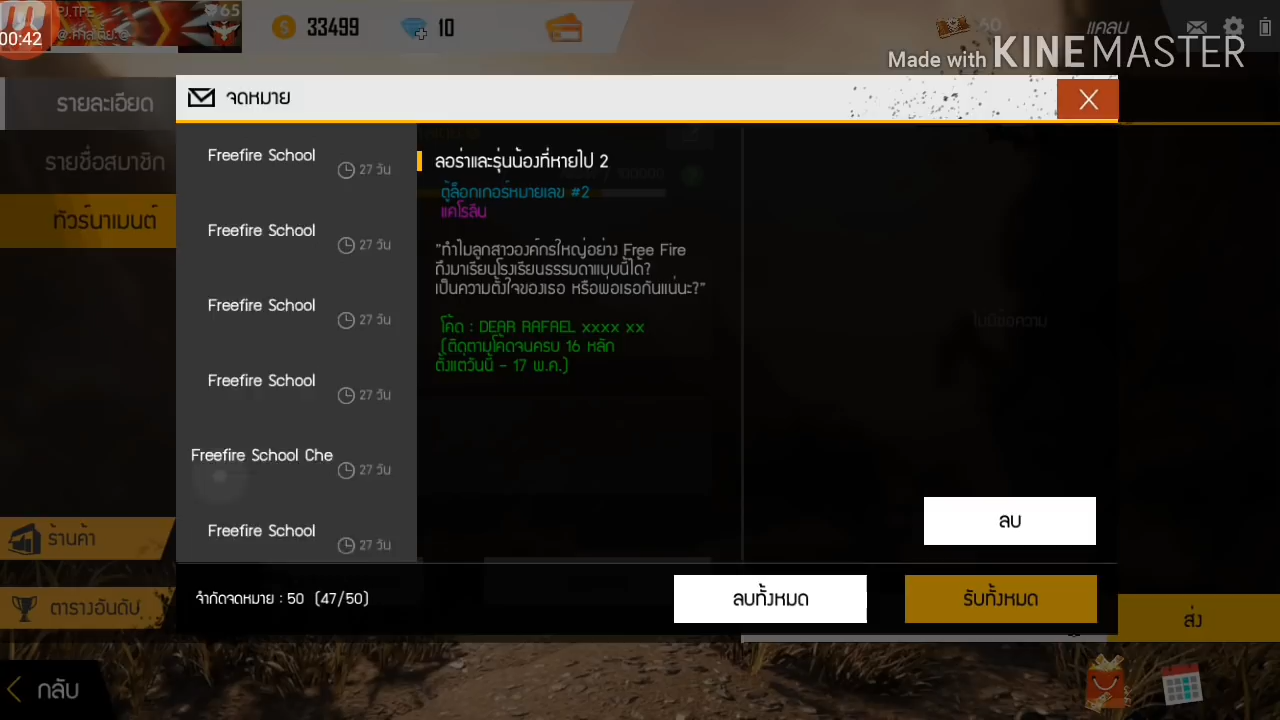 PJ.TPE
65
00:42
33499
10
60
แคลน
Made with KINEMASTER
รายละเอียด
รายชื่อสมาชิก
ทัวร์นาเมนต์
จดหมาย
Freefire School
27 วัน
Freefire School
27 วัน
Freefire School
27 วัน
Freefire School
27 วัน
Freefire School Che
27 วัน
Freefire School
27 วัน
ลอร่าและรุ่นน้องที่หายไป 2
ตู้ล็อกเกอร์หมายเลข #2
แคโรลีน
"ทำไมลูกสาวองค์กรใหญ่อย่าง Free Fire
ถึงมาเรียนโรงเรียนธรรมดาแบบนี้ได้?
เป็นความตั้งใจของเธอ หรือพ่อเธอกันแน่นะ?"
โค้ด : DEAR RAFAEL xxxx xx
(ติดตามโค้ดจนครบ 16 หลัก
ตั้งแต่วันนี้ - 17 พ.ค.)
ไม่มีข้อความ
ลบ
จำกัดจดหมาย : 50 (47/50)
ลบทั้งหมด
รับทั้งหมด
ร้านค้า
ตารางอันดับ
ส่ง
กลับ